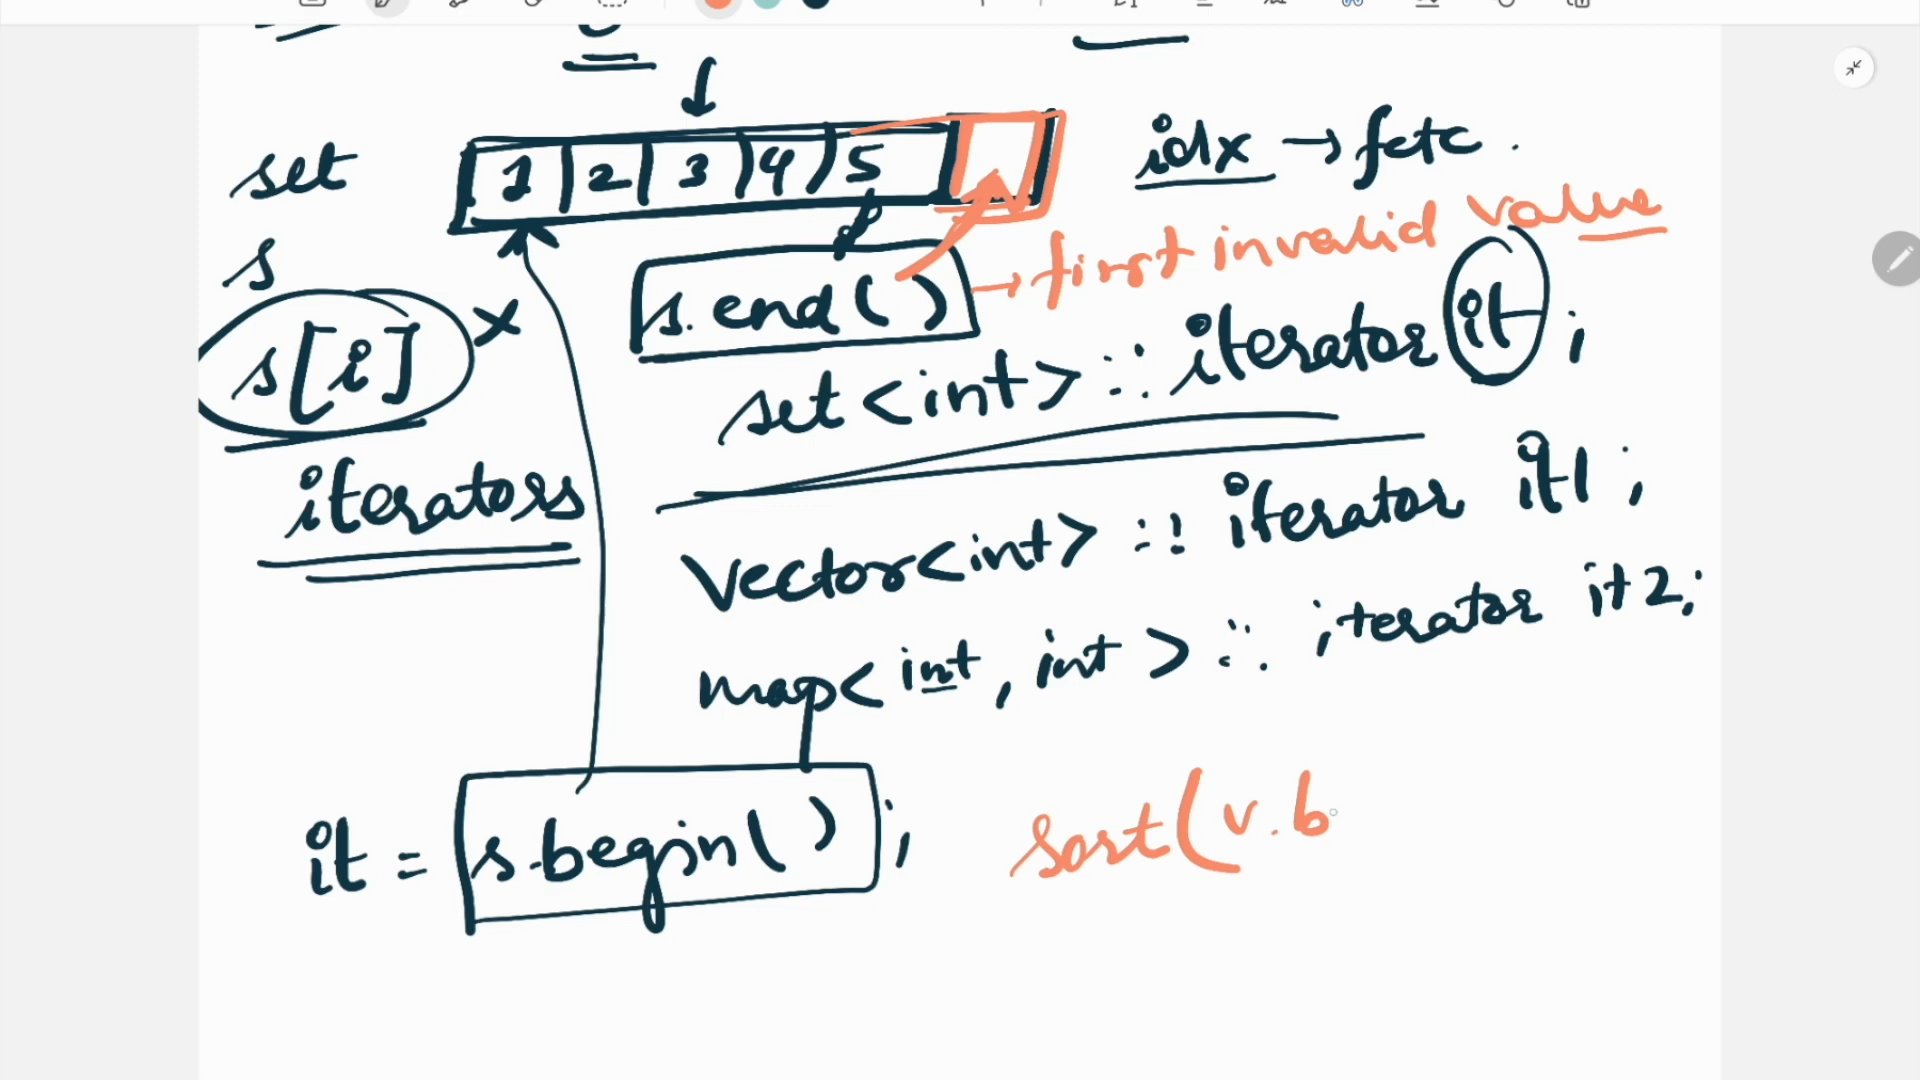 set 1 2 3 4 5 idx → fetc .
s s.end() → first invalid value
s[i] x set<int> :: iterator it ;
iterators vector<int> :: iterator it1 ;
map<int, int> :: iterator it2;
it = s.begin() ; sort(v.b